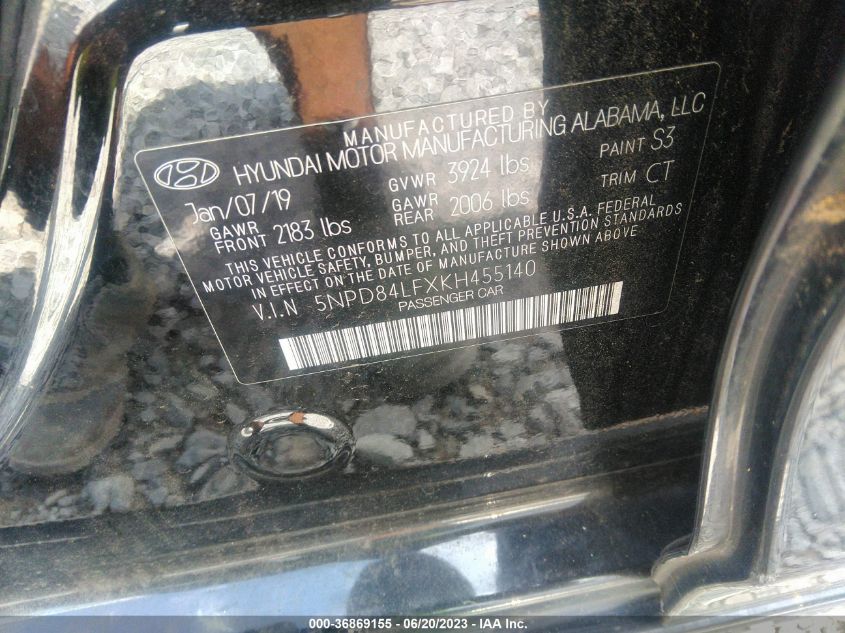 MANUFACTURED BY
HYUNDAI MOTOR MANUFACTURING ALABAMA, LLC
Jan/07/19 GVWR 3924 lbs PAINT S3
GAWR FRONT 2183 lbs GAWR REAR 2006 lbs TRIM CT
THIS VEHICLE CONFORMS TO ALL APPLICABLE U.S.A. FEDERAL
MOTOR VEHICLE SAFETY, BUMPER, AND THEFT PREVENTION STANDARDS
IN EFFECT ON THE DATE OF MANUFACTURE SHOWN ABOVE
V.I.N 5NPD84LFXKH455140
PASSENGER CAR
000-36869155 - 06/20/2023 - IAA Inc.